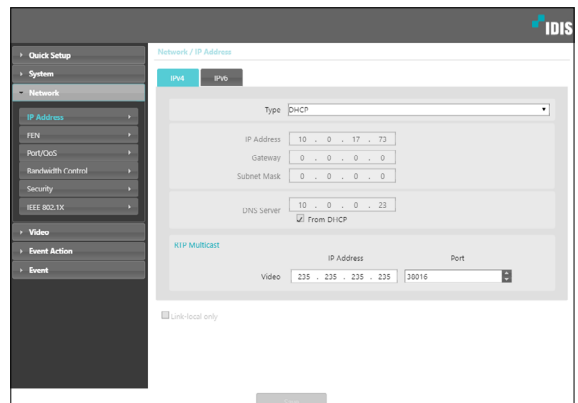 IDIS
Quick Setup
System
Network
IP Address
FEN
Port/QoS
Bandwidth Control
Security
IEEE 802.1X
Video
Event Action
Event
Network / IP Address
IPv4 IPv6
Type DHCP
IP Address 10 . 0 . 17 . 73
Gateway 0 . 0 . 0 . 0
Subnet Mask 0 . 0 . 0 . 0
DNS Server 10 . 0 . 0 . 23
From DHCP
RTP Multicast
IP Address Port
Video 235 . 235 . 235 . 235 38016
Link-local only